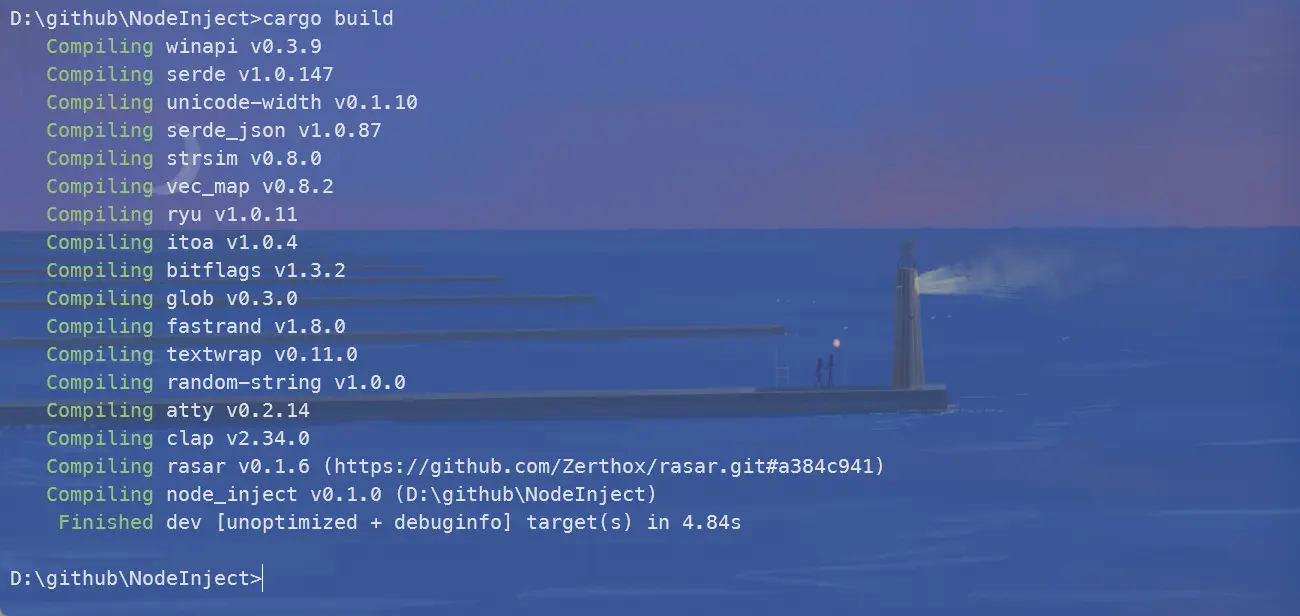 D:\github\NodeInject>cargo build
Compiling winapi v0.3.9
Compiling serde v1.0.147
Compiling unicode-width v0.1.10
Compiling serde_json v1.0.87
Compiling strsim v0.8.0
Compiling vec_map v0.8.2
Compiling ryu v1.0.11
Compiling itoa v1.0.4
Compiling bitflags v1.3.2
Compiling glob v0.3.0
Compiling fastrand v1.8.0
Compiling textwrap v0.11.0
Compiling random-string v1.0.0
Compiling atty v0.2.14
Compiling clap v2.34.0
Compiling rasar v0.1.6 (https://github.com/Zerthox/rasar.git#a384c941)
Compiling node_inject v0.1.0 (D:\github\NodeInject)
Finished dev [unoptimized + debuginfo] target(s) in 4.84s
D:\github\NodeInject>